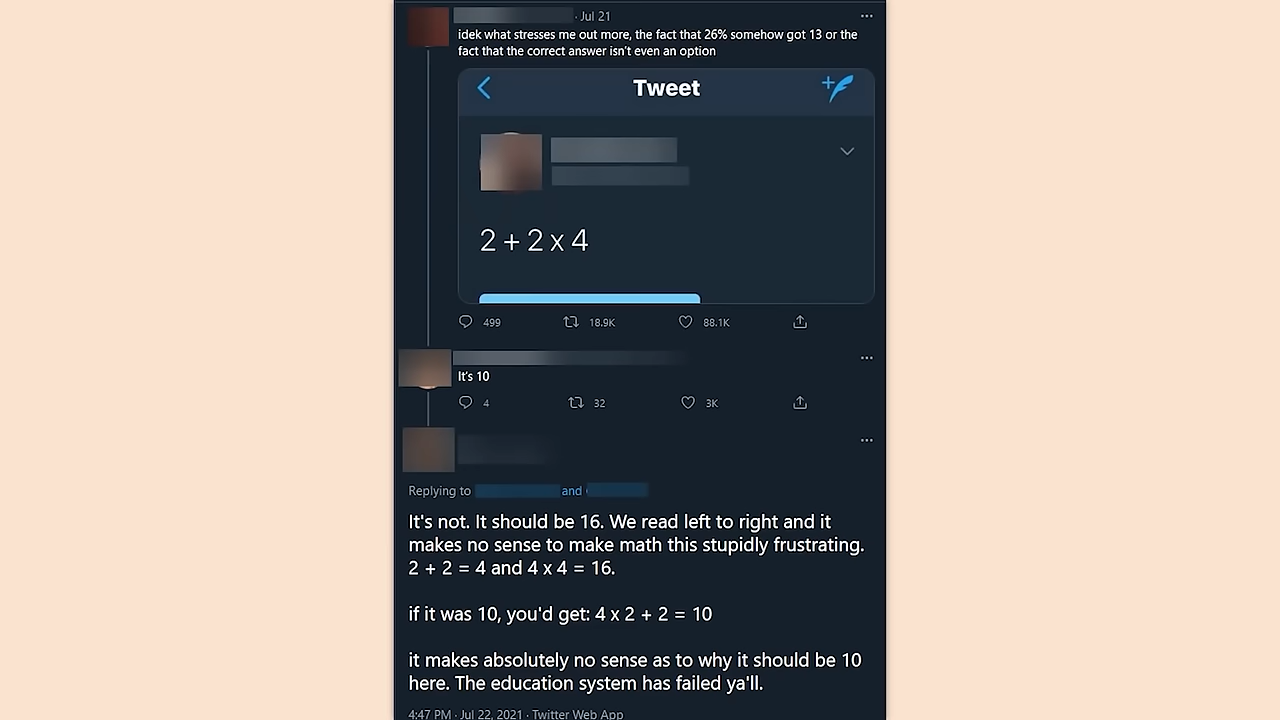 · Jul 21
idek what stresses me out more, the fact that 26% somehow got 13 or the
fact that the correct answer isn't even an option
Tweet
2 + 2 x 4
499 18.9K 88.1K
It's 10
4 32 3K
Replying to and
It's not. It should be 16. We read left to right and it
makes no sense to make math this stupidly frustrating.
2 + 2 = 4 and 4 x 4 = 16.
if it was 10, you'd get: 4 x 2 + 2 = 10
it makes absolutely no sense as to why it should be 10
here. The education system has failed ya'll.
4:47 PM · Jul 22, 2021 · Twitter Web App